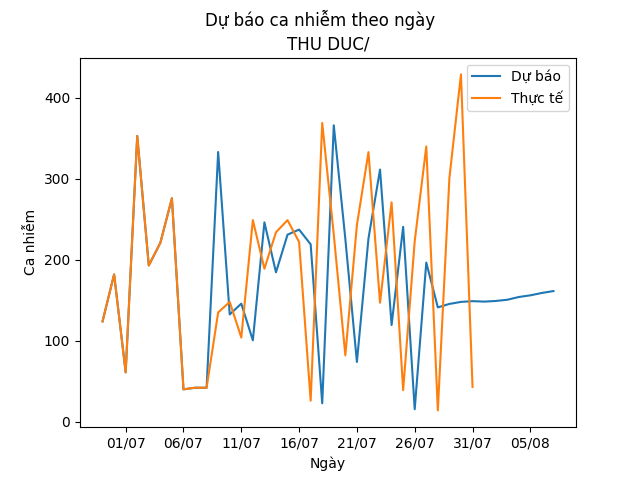 Dự báo ca nhiễm theo ngày
THU DUC/
Dự báo
Thực tế
Ca nhiễm
400
300
200
100
0
01/07 06/07 11/07 16/07 21/07 26/07 31/07 05/08
Ngày